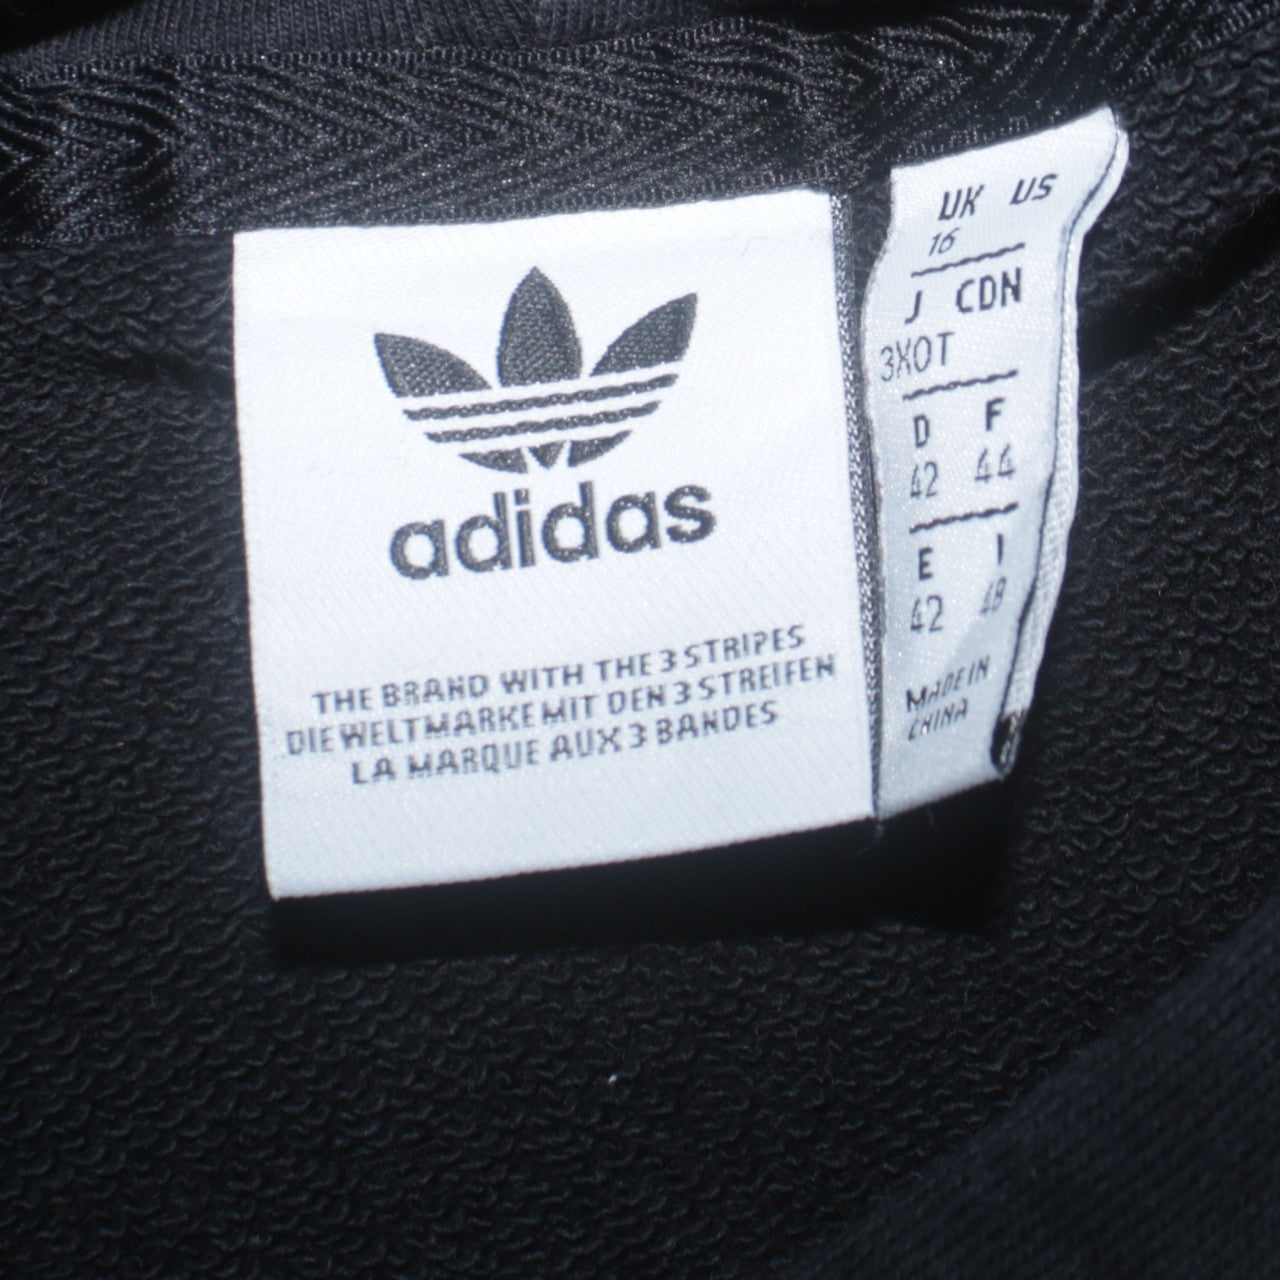 adidas
THE BRAND WITH THE 3 STRIPES
DIE WELTMARKE MIT DEN 3 STREIFEN
LA MARQUE AUX 3 BANDES
UK US
16
J CDN
3XOT
D F
42 44
E I
42 48
MADE IN
CHINA